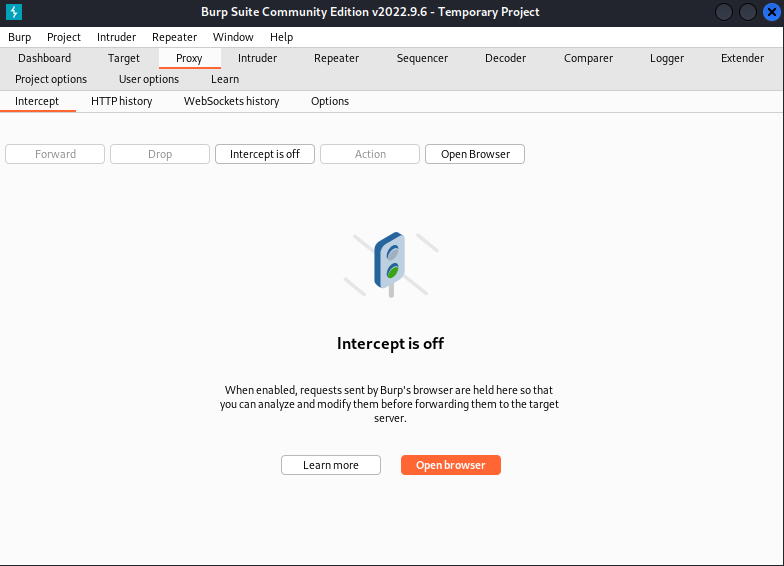 Burp Suite Community Edition v2022.9.6 - Temporary Project
Burp Project Intruder Repeater Window Help
Dashboard Target Proxy Intruder Repeater Sequencer Decoder Comparer Logger Extender
Project options User options Learn
Intercept HTTP history WebSockets history Options
Forward Drop Intercept is off Action Open Browser
Intercept is off
When enabled, requests sent by Burp's browser are held here so that
you can analyze and modify them before forwarding them to the target
server.
Learn more Open browser